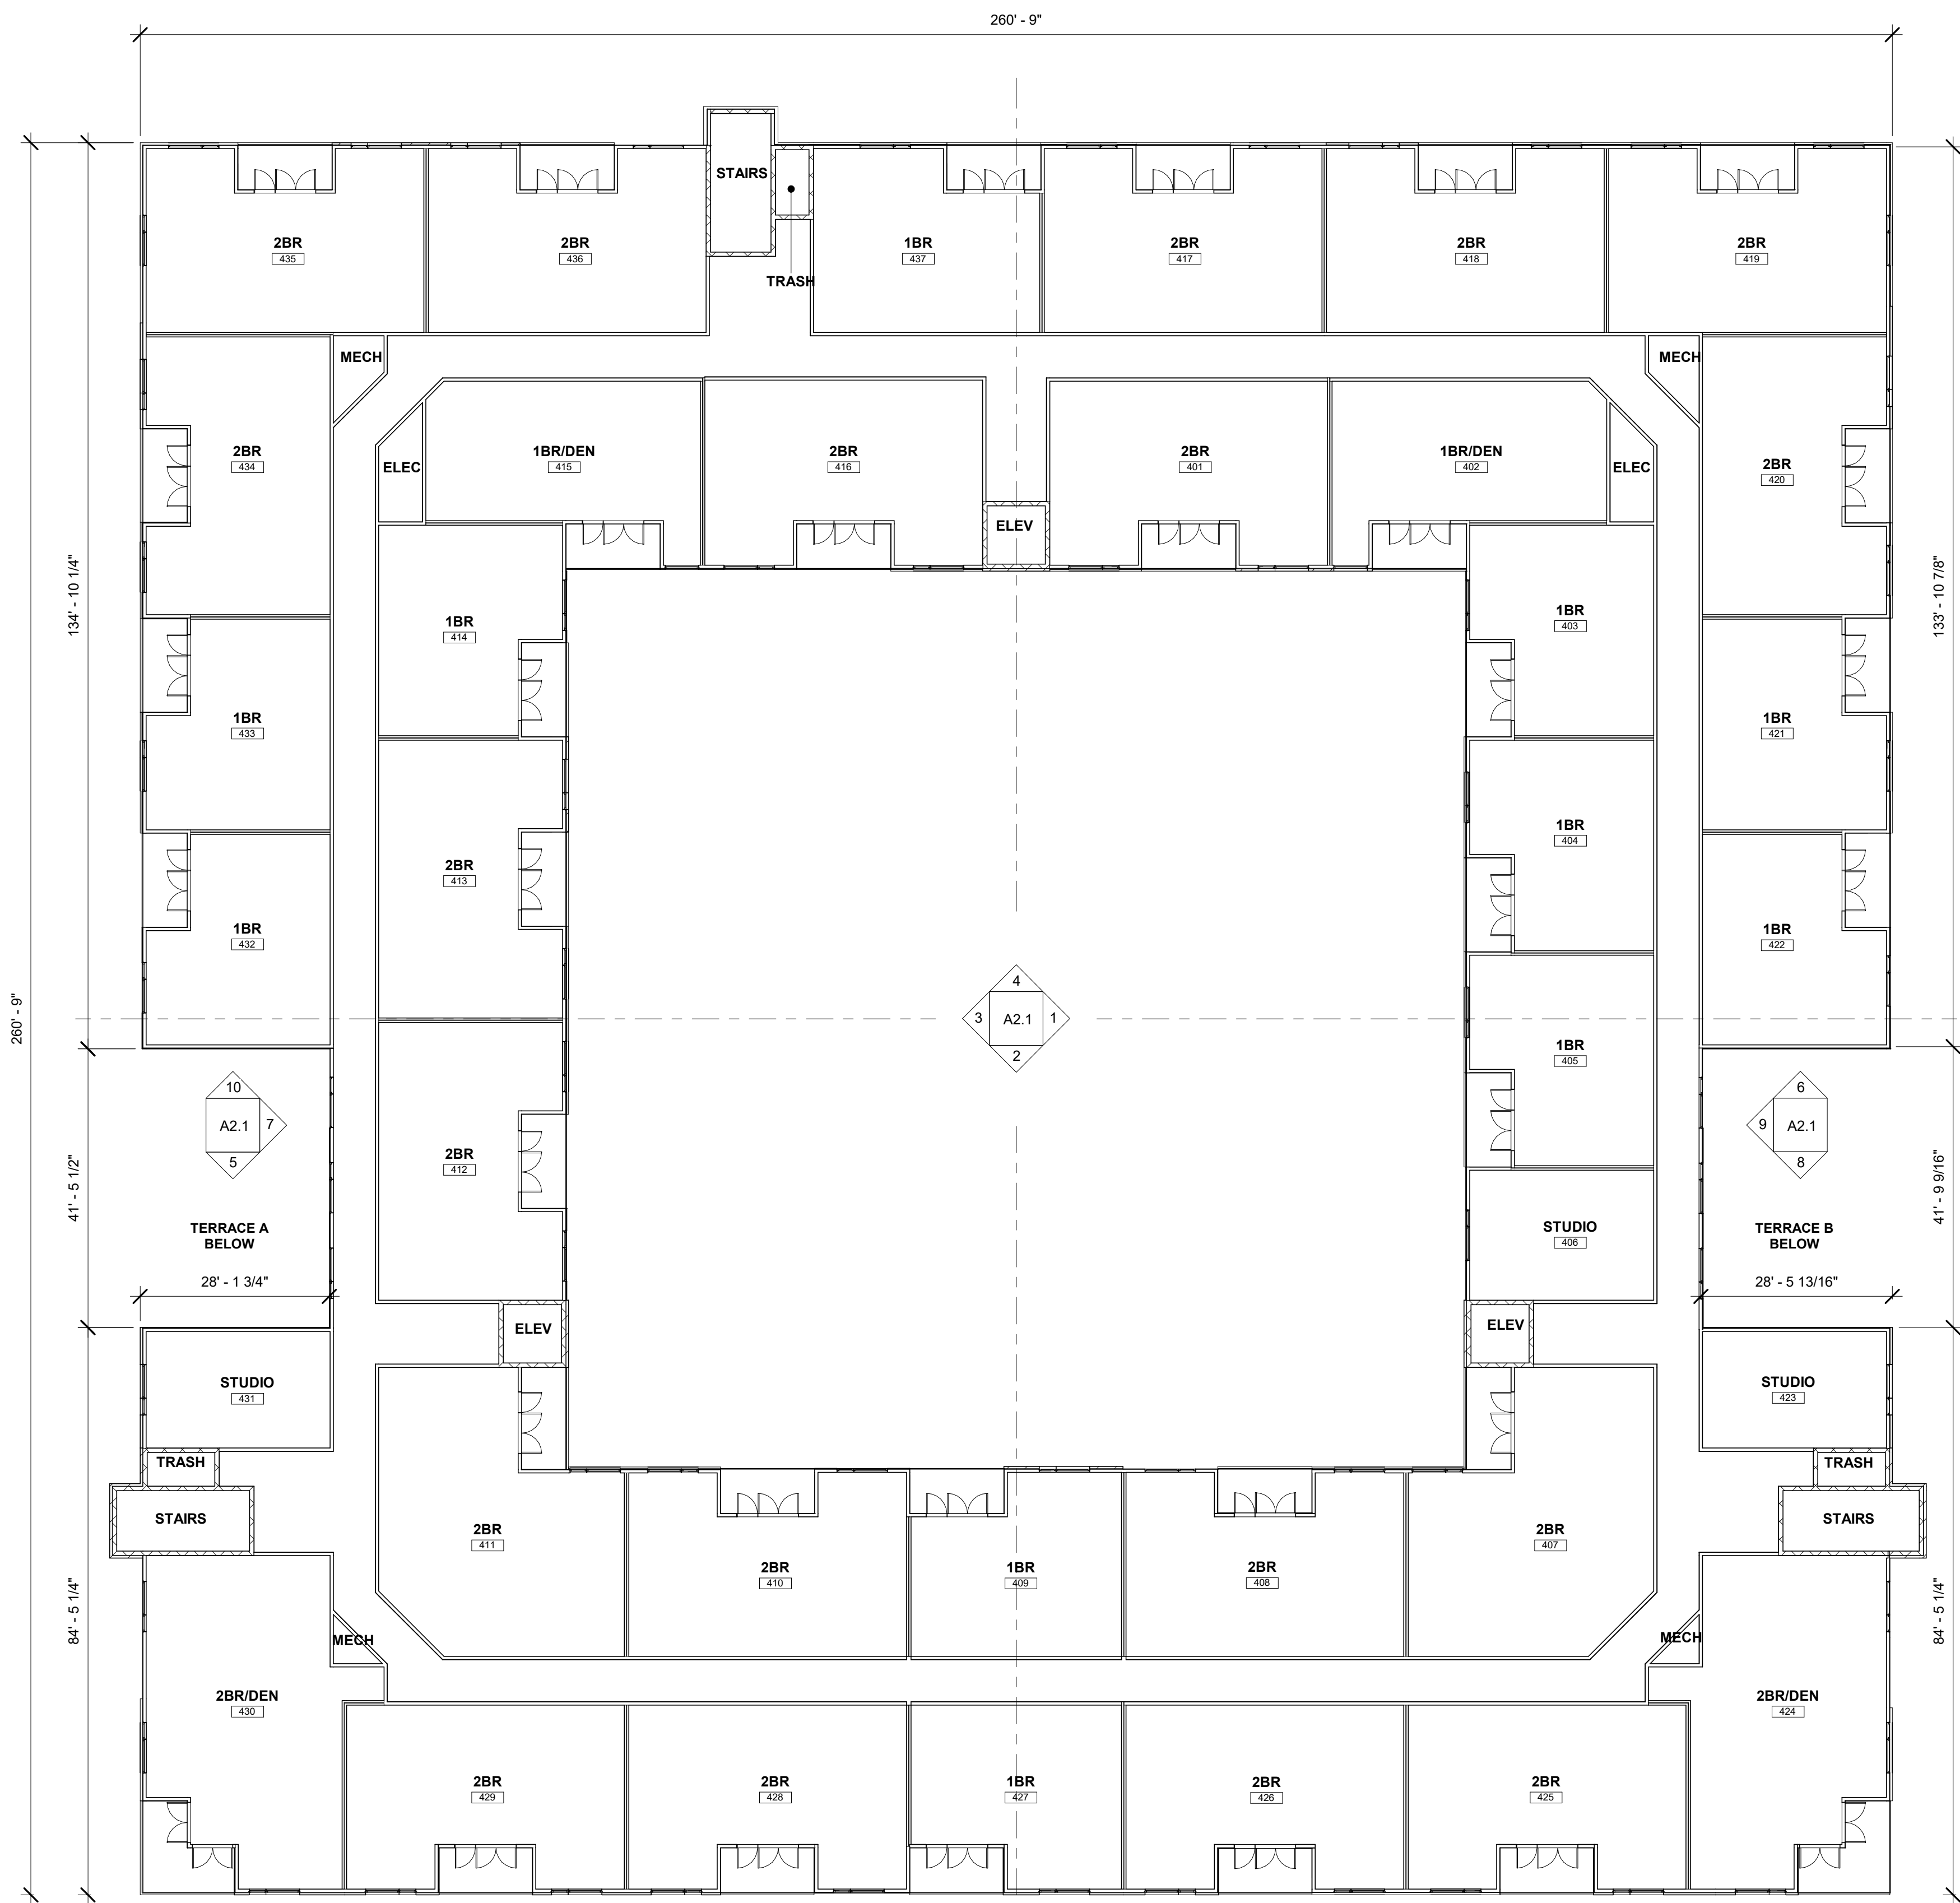 260' - 9"
STAIRS
2BR
435
2BR
436
1BR
437
2BR
417
2BR
418
2BR
419
TRASH
MECH
MECH
2BR
434
ELEC
1BR/DEN
415
2BR
416
2BR
401
1BR/DEN
402
ELEC
2BR
420
ELEV
134' - 10 1/4"
133' - 10 7/8"
1BR
414
1BR
403
1BR
433
1BR
421
2BR
413
1BR
404
1BR
432
1BR
422
260' - 9"
4
3
A2.1
1
2
1BR
405
10
A2.1
7
5
6
9
A2.1
8
2BR
412
41' - 5 1/2"
41' - 9 9/16"
TERRACE A
BELOW
STUDIO
406
TERRACE B
BELOW
28' - 1 3/4"
28' - 5 13/16"
ELEV
ELEV
STUDIO
431
STUDIO
423
TRASH
TRASH
STAIRS
STAIRS
2BR
411
2BR
410
1BR
409
2BR
408
2BR
407
84' - 5 1/4"
84' - 5 1/4"
MECH
MECH
2BR/DEN
430
2BR/DEN
424
2BR
429
2BR
428
1BR
427
2BR
426
2BR
425